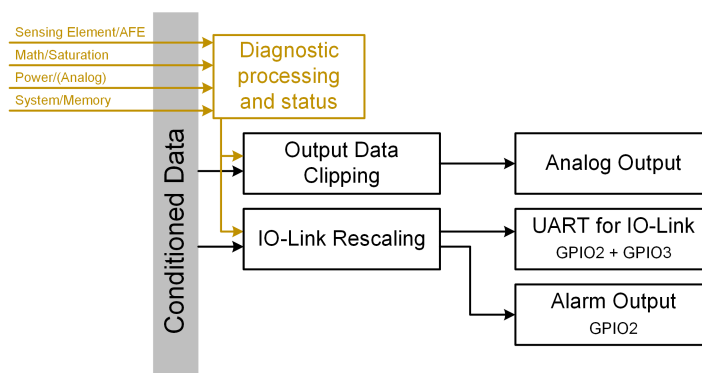 Sensing Element/AFE
Math/Saturation
Power/(Analog)
System/Memory
Diagnostic
processing
and status
Conditioned Data
Output Data
Clipping
Analog Output
IO-Link Rescaling
UART for IO-Link
GPIO2 + GPIO3
Alarm Output
GPIO2